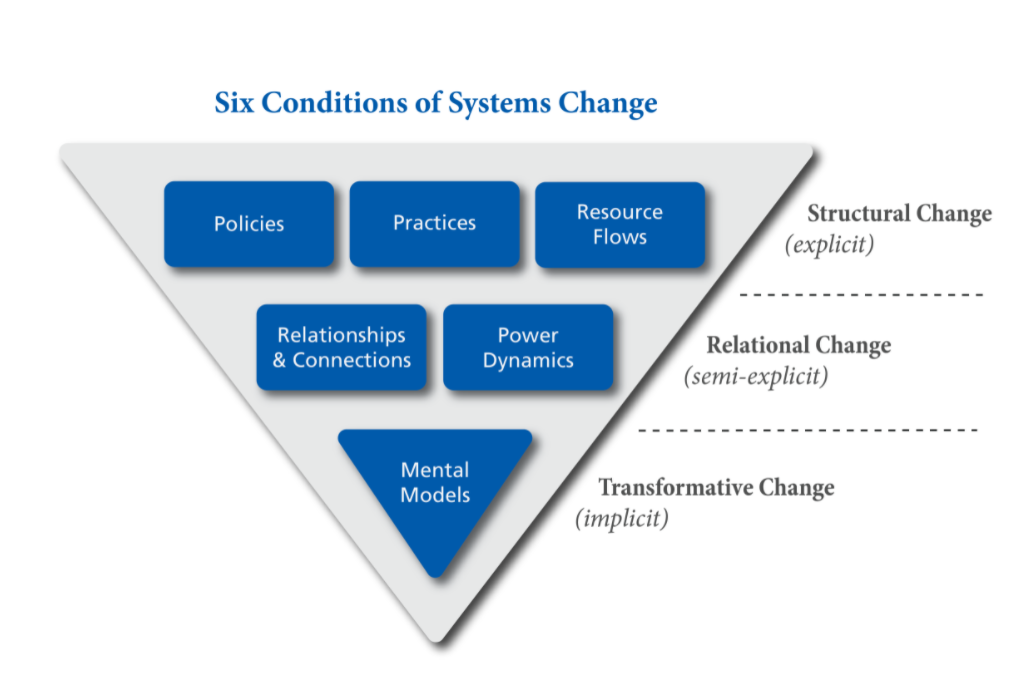 Six Conditions of Systems Change
Policies
Practices
Resource
Flows
Structural Change
(explicit)
Relationships
& Connections
Power
Dynamics
Relational Change
(semi-explicit)
Mental
Models
Transformative Change
(implicit)